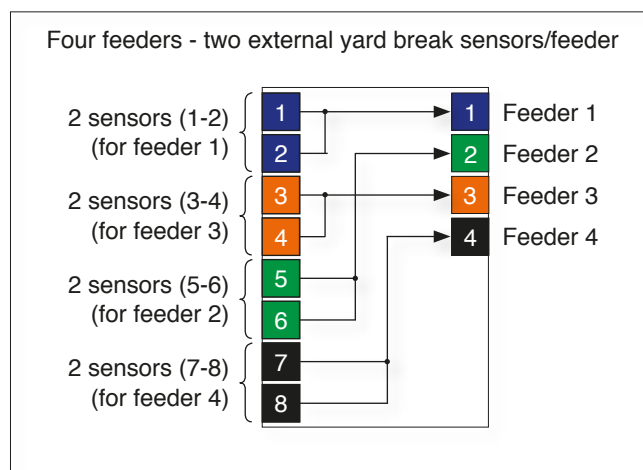 Four feeders - two external yard break sensors/feeder
2 sensors (1-2)
(for feeder 1)
2 sensors (3-4)
(for feeder 3)
2 sensors (5-6)
(for feeder 2)
2 sensors (7-8)
(for feeder 4)
1
2
3
4
5
6
7
8
1 Feeder 1
2 Feeder 2
3 Feeder 3
4 Feeder 4